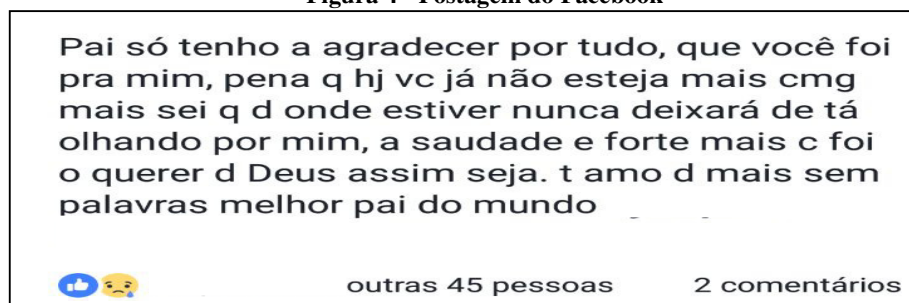 Figura 4 - Postagem do Facebook
Pai só tenho a agradecer por tudo, que você foi
pra mim, pena q hj vc já não esteja mais cmg
mais sei q d onde estiver nunca deixará de tá
olhando por mim, a saudade e forte mais c foi
o querer d Deus assim seja. t amo d mais sem
palavras melhor pai do mundo
outras 45 pessoas 2 comentários